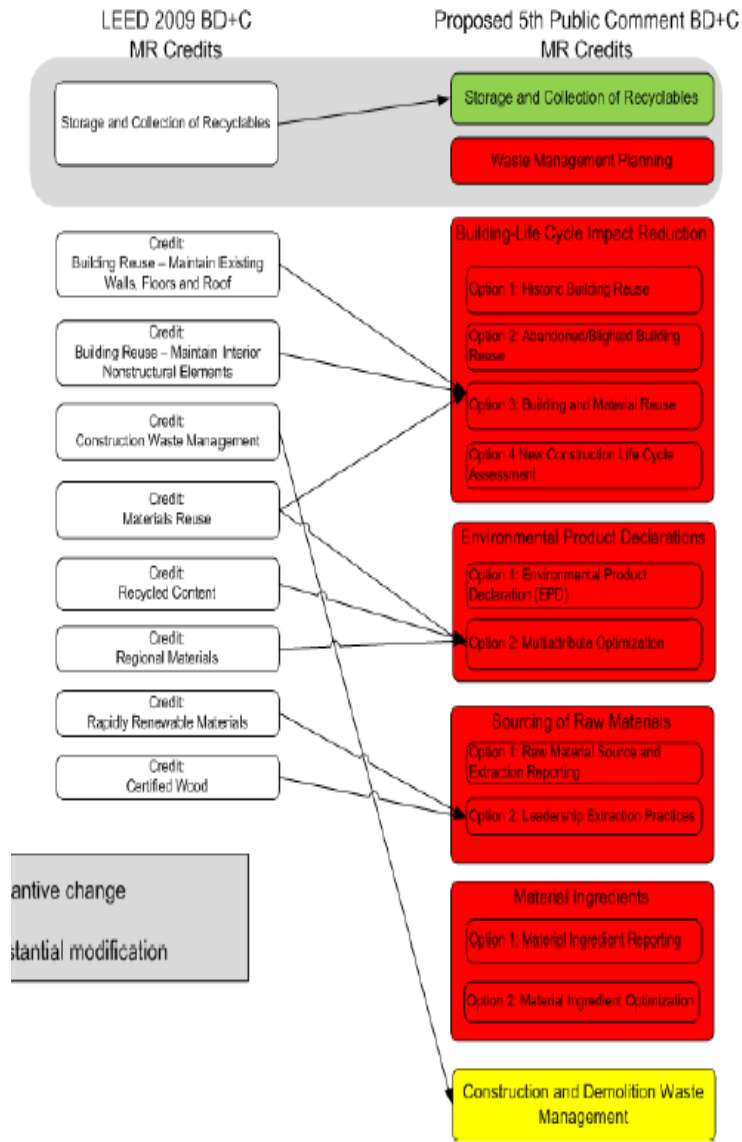 LEED 2009 BD+C
MR Credits
Proposed 5th Public Comment BD+C
MR Credits
Storage and Collection of Recyclables
Storage and Collection of Recyclables
Waste Management Planning
Credit:
Building Reuse – Maintain Existing
Walls, Floors and Roof
Credit:
Building Reuse – Maintain Interior
Nonstructural Elements
Credit:
Construction Waste Management
Credit:
Materials Reuse
Credit:
Recycled Content
Credit:
Regional Materials
Credit:
Rapidly Renewable Materials
Credit:
Certified Wood
Building-Life Cycle Impact Reduction
Option 1: Historic Building Reuse
Option 2: Abandoned/Blighted Building
Reuse
Option 3: Building and Material Reuse
Option 4 New Construction Life Cycle
Assessment
Environmental Product Declarations
Option 1: Environmental Product
Declaration (EPD)
Option 2: Multiattribute Optimization
Sourcing of Raw Materials
Option 1: Raw Material Source and
Extraction Reporting
Option 2: Leadership Extraction Practices
Material Ingredients
Option 1: Material Ingredient Reporting
Option 2: Material Ingredient Optimization
Construction and Demolition Waste
Management
antive change
stantial modification